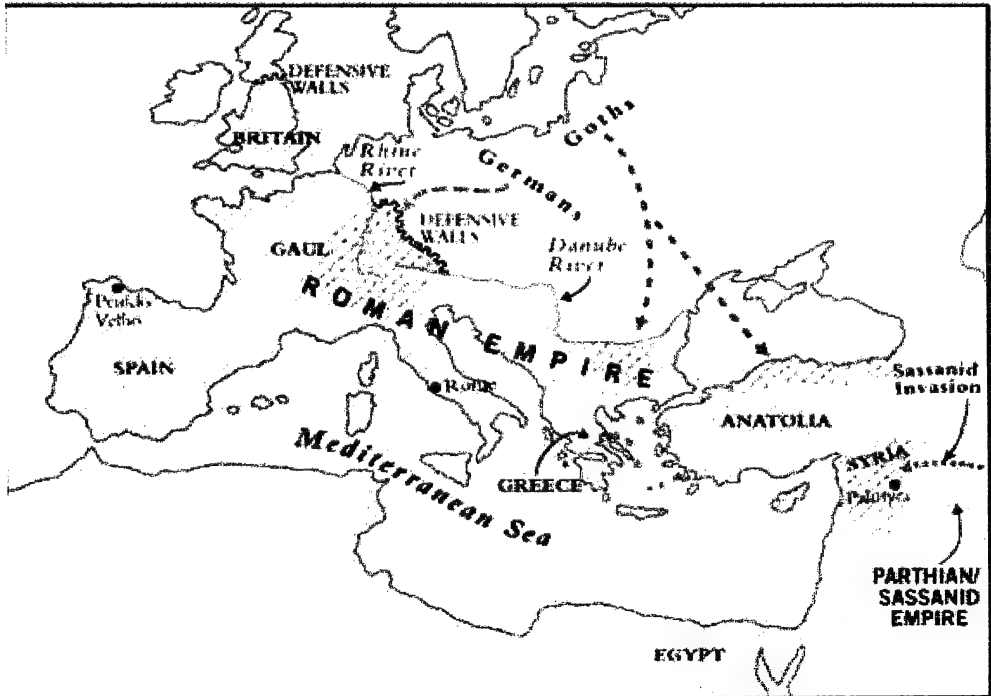 DEFENSIVE
WALLS
BRITAIN
Rhine
River
Germans
Goths
DEFENSIVE
WALLS
GAUL
Danube
River
ROMAN EMPIRE
SPAIN
Rome
Sassanid
Invasion
ANATOLIA
Mediterranean Sea
GREECE
SYRIA
Palmyra
PARTHIAN/
SASSANID
EMPIRE
EGYPT